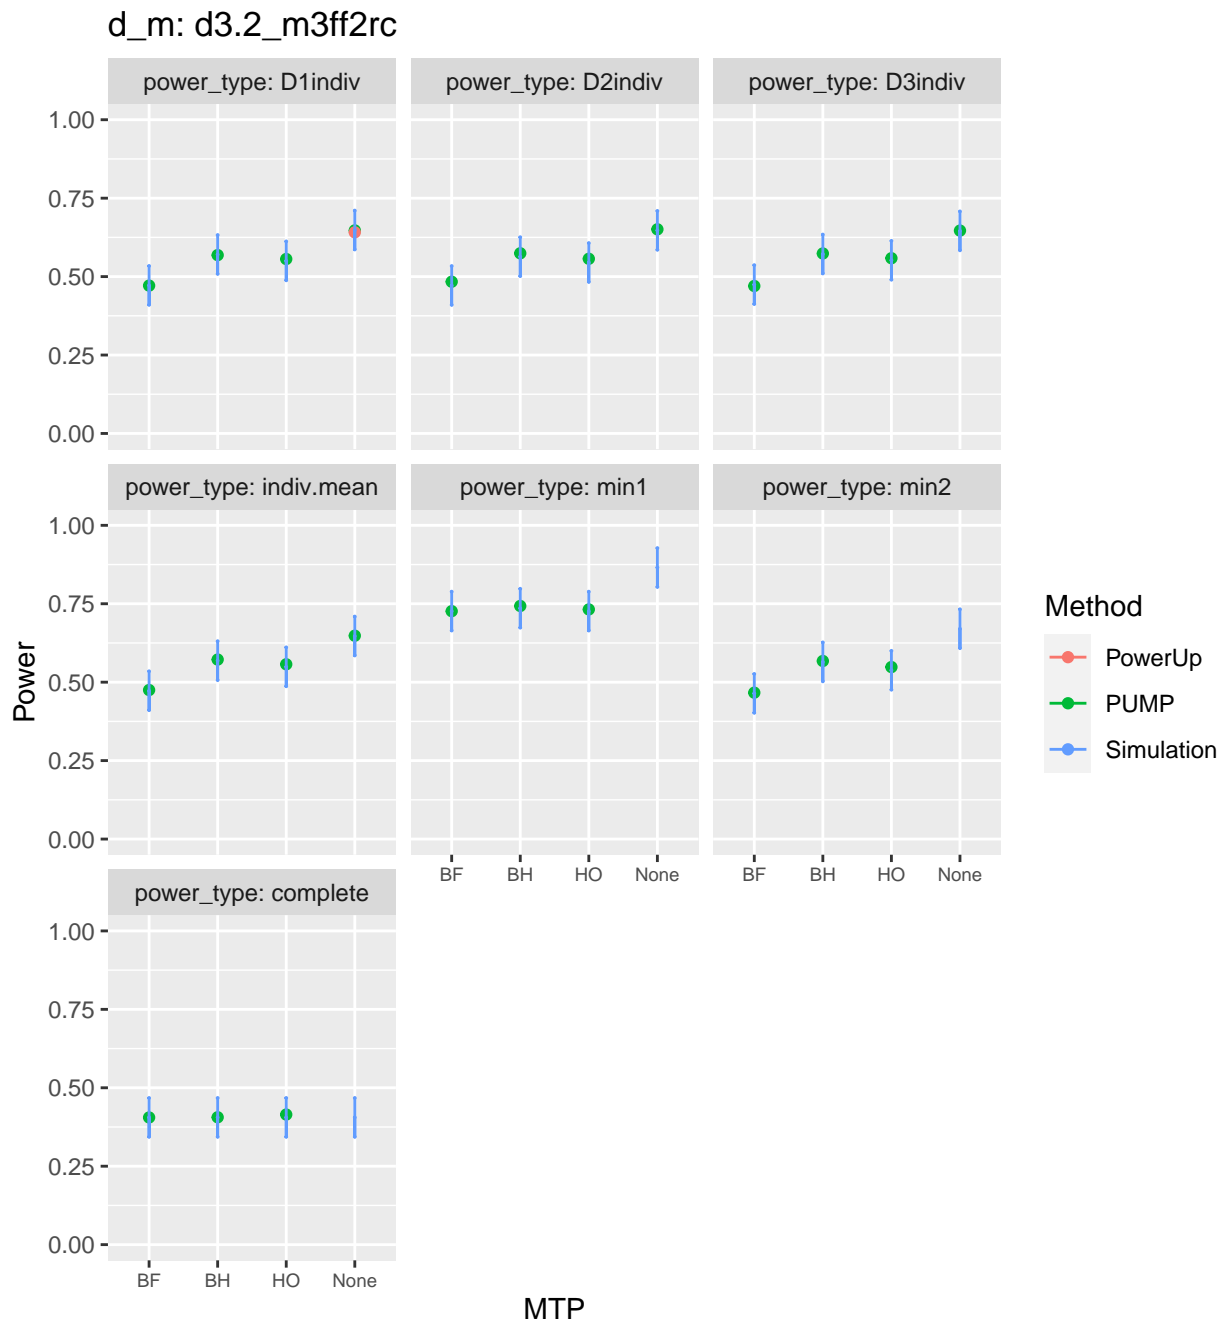 d_m: d3.2_m3ff2rc
power_type: D1indiv power_type: D2indiv power_type: D3indiv
1.00
0.75
0.50
0.25
0.00
power_type: indiv.mean power_type: min1 power_type: min2
1.00
0.75
0.50
0.25
0.00
BF BH HO None BF BH HO None
power_type: complete
1.00
0.75
0.50
0.25
0.00
BF BH HO None
MTP
Power
Method
PowerUp
PUMP
Simulation